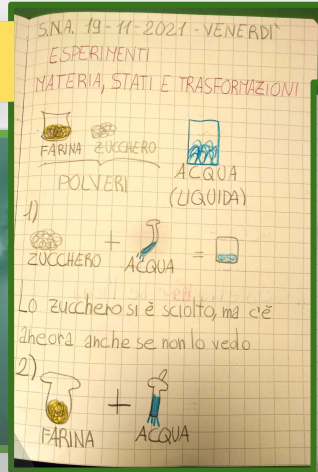 S.N.A. 19-11-2021 - VENERDI`
ESPERIMENTI
MATERIA, STATI E TRASFORMAZIONI
FARINA ZUCCHERO ACQUA
POLVERI (LIQUIDA)
1)
+ =
ZUCCHERO ACQUA
Lo zucchero si è sciolto, ma c'è
ancora anche se non lo vedo
2)
+ =
FARINA ACQUA